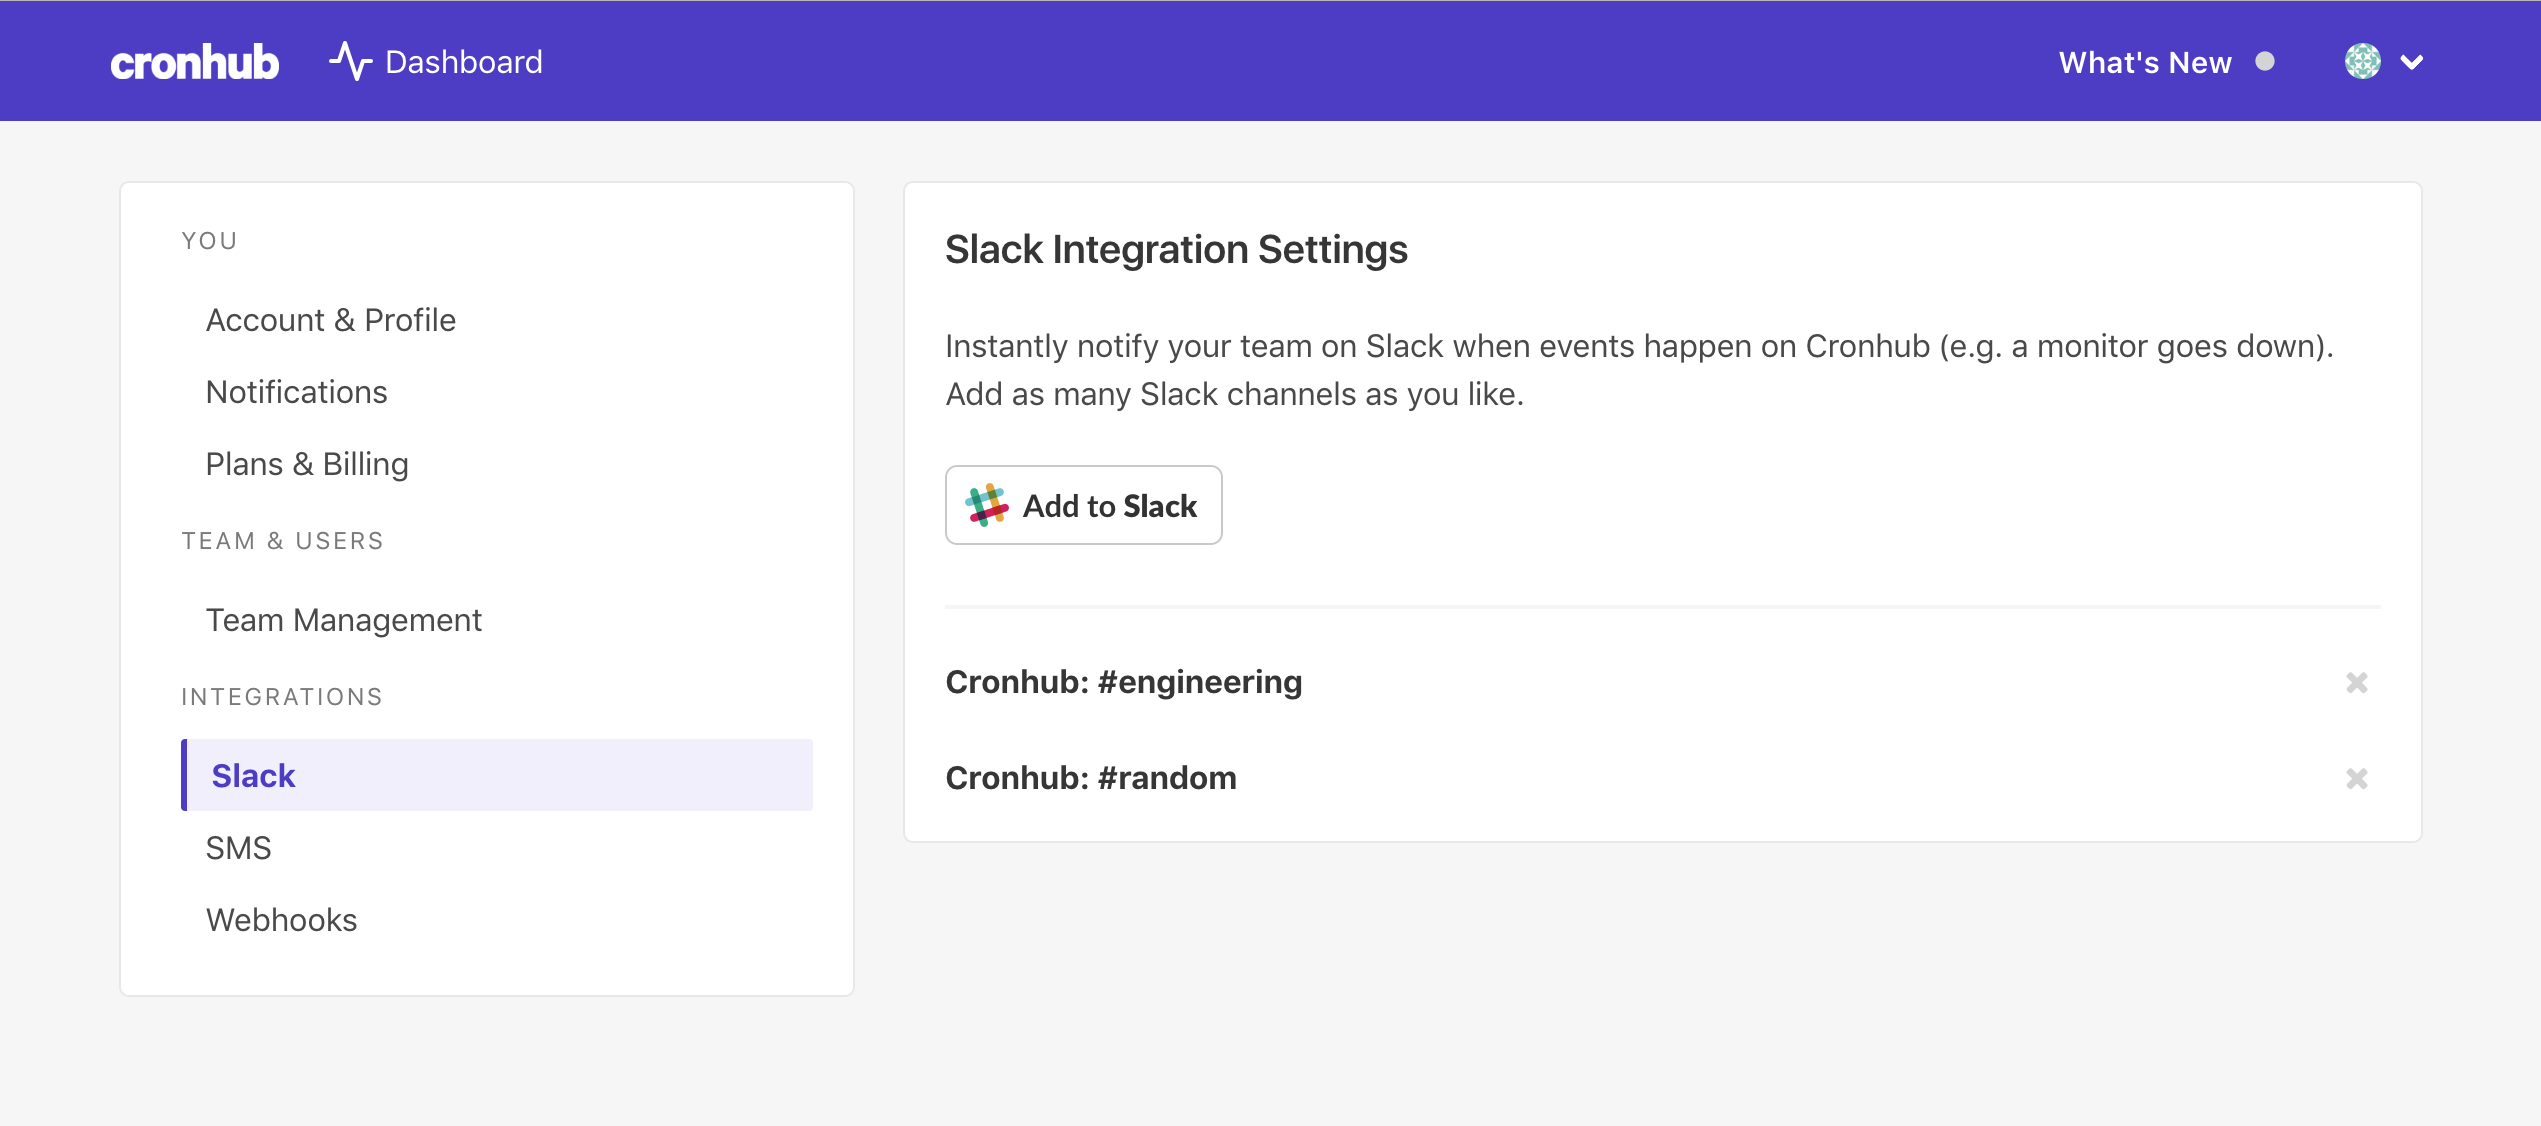 cronhub
Dashboard
What's New
YOU
Account & Profile
Notifications
Plans & Billing
TEAM & USERS
Team Management
INTEGRATIONS
Slack
SMS
Webhooks
Slack Integration Settings
Instantly notify your team on Slack when events happen on Cronhub (e.g. a monitor goes down).
Add as many Slack channels as you like.
Add to Slack
Cronhub: #engineering
Cronhub: #random